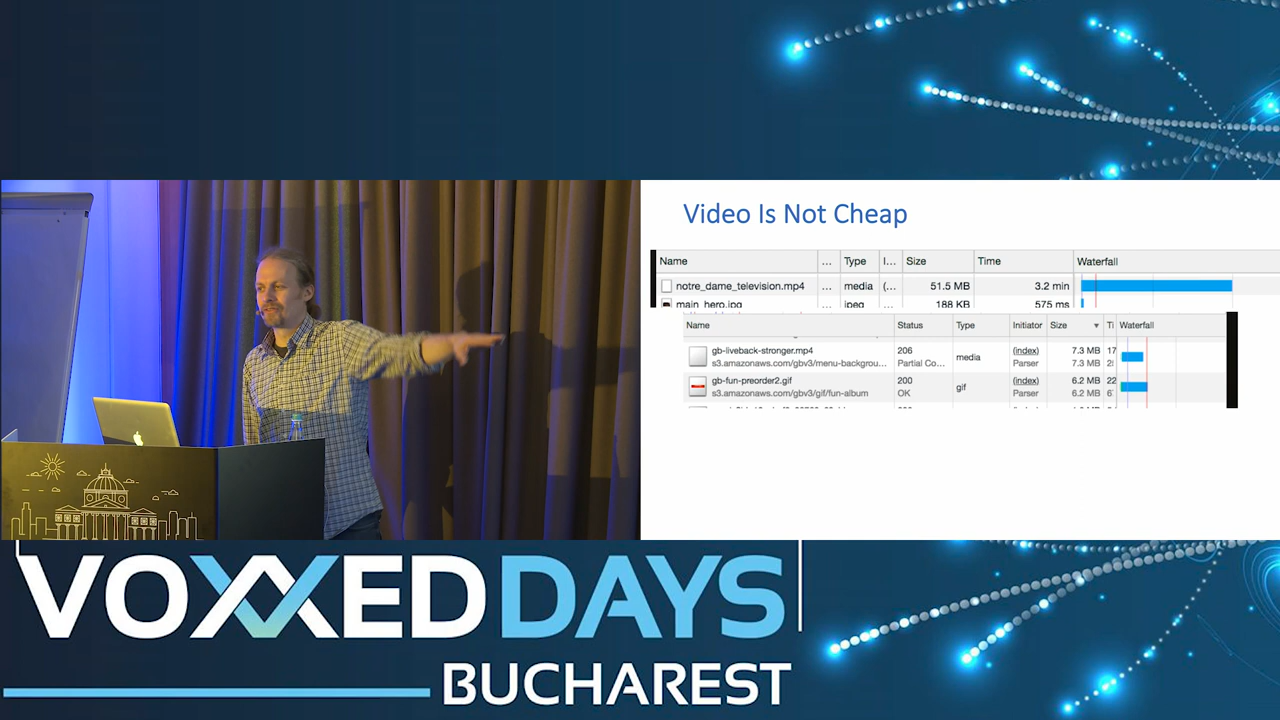 Video Is Not Cheap
Name ... Type I... Size Time Waterfall
notre_dame_television.mp4 ... media (... 51.5 MB 3.2 min
main_hero.jpg ... jpeg ... 188 KB 575 ms
Name Status Type Initiator Size Ti Waterfall
gb-liveback-stronger.mp4 206 media (index) 7.3 MB 17
s3.amazonaws.com/gbv3/menu-backgrou... Partial Co... Parser 7.3 MB
gb-fun-preorder2.gif 200 gif (index) 6.2 MB 22
s3.amazonaws.com/gbv3/gif/fun-album OK Parser 6.2 MB
VOXXED DAYS
BUCHAREST